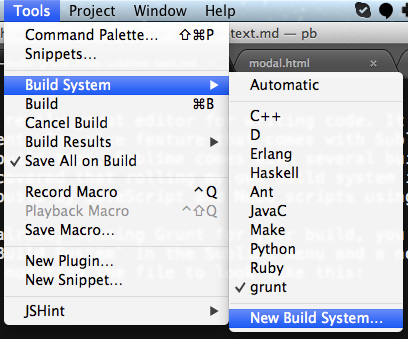 Tools Project Window Help
text.md — pb
modal.html ×
Command Palette... ⇧⌘P
Snippets...
Build System ▶
Build ⌘B
Cancel Build
Build Results ▶
✓ Save All on Build
Record Macro ^Q
Playback Macro ^⇧Q
Save Macro...
New Plugin...
New Snippet...
JSHint ▶
Automatic
C++
D
Erlang
Haskell
Ant
JavaC
Make
Python
Ruby
✓ grunt
New Build System...